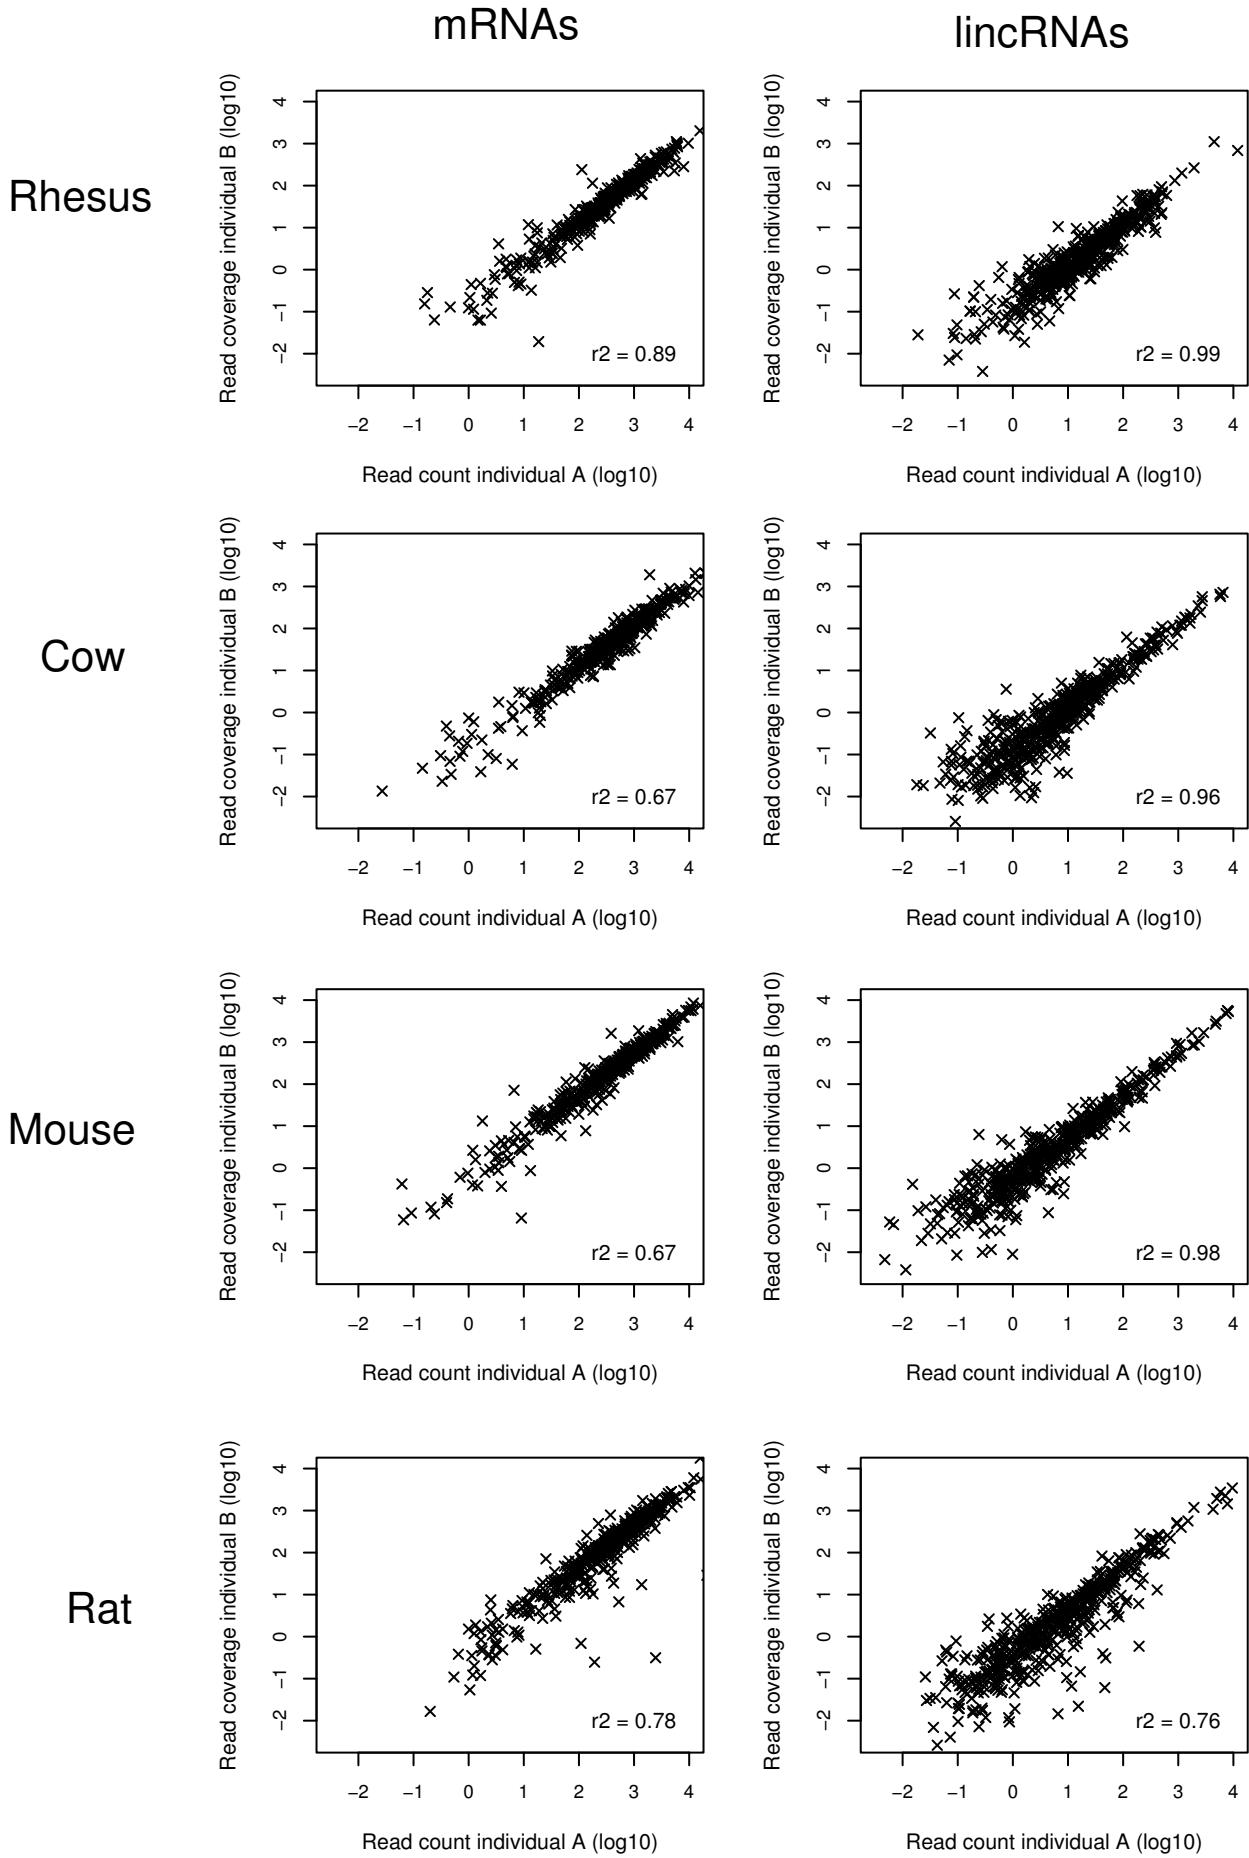 mRNAs
lincRNAs
Rhesus
Read coverage individual B (log10)
4
3
2
1
0
−1
−2
r2 = 0.89
−2 −1 0 1 2 3 4
Read count individual A (log10)
Read coverage individual B (log10)
4
3
2
1
0
−1
−2
r2 = 0.99
−2 −1 0 1 2 3 4
Read count individual A (log10)
Cow
Read coverage individual B (log10)
4
3
2
1
0
−1
−2
r2 = 0.67
−2 −1 0 1 2 3 4
Read count individual A (log10)
Read coverage individual B (log10)
4
3
2
1
0
−1
−2
r2 = 0.96
−2 −1 0 1 2 3 4
Read count individual A (log10)
Mouse
Read coverage individual B (log10)
4
3
2
1
0
−1
−2
r2 = 0.67
−2 −1 0 1 2 3 4
Read count individual A (log10)
Read coverage individual B (log10)
4
3
2
1
0
−1
−2
r2 = 0.98
−2 −1 0 1 2 3 4
Read count individual A (log10)
Rat
Read coverage individual B (log10)
4
3
2
1
0
−1
−2
r2 = 0.78
−2 −1 0 1 2 3 4
Read count individual A (log10)
Read coverage individual B (log10)
4
3
2
1
0
−1
−2
r2 = 0.76
−2 −1 0 1 2 3 4
Read count individual A (log10)